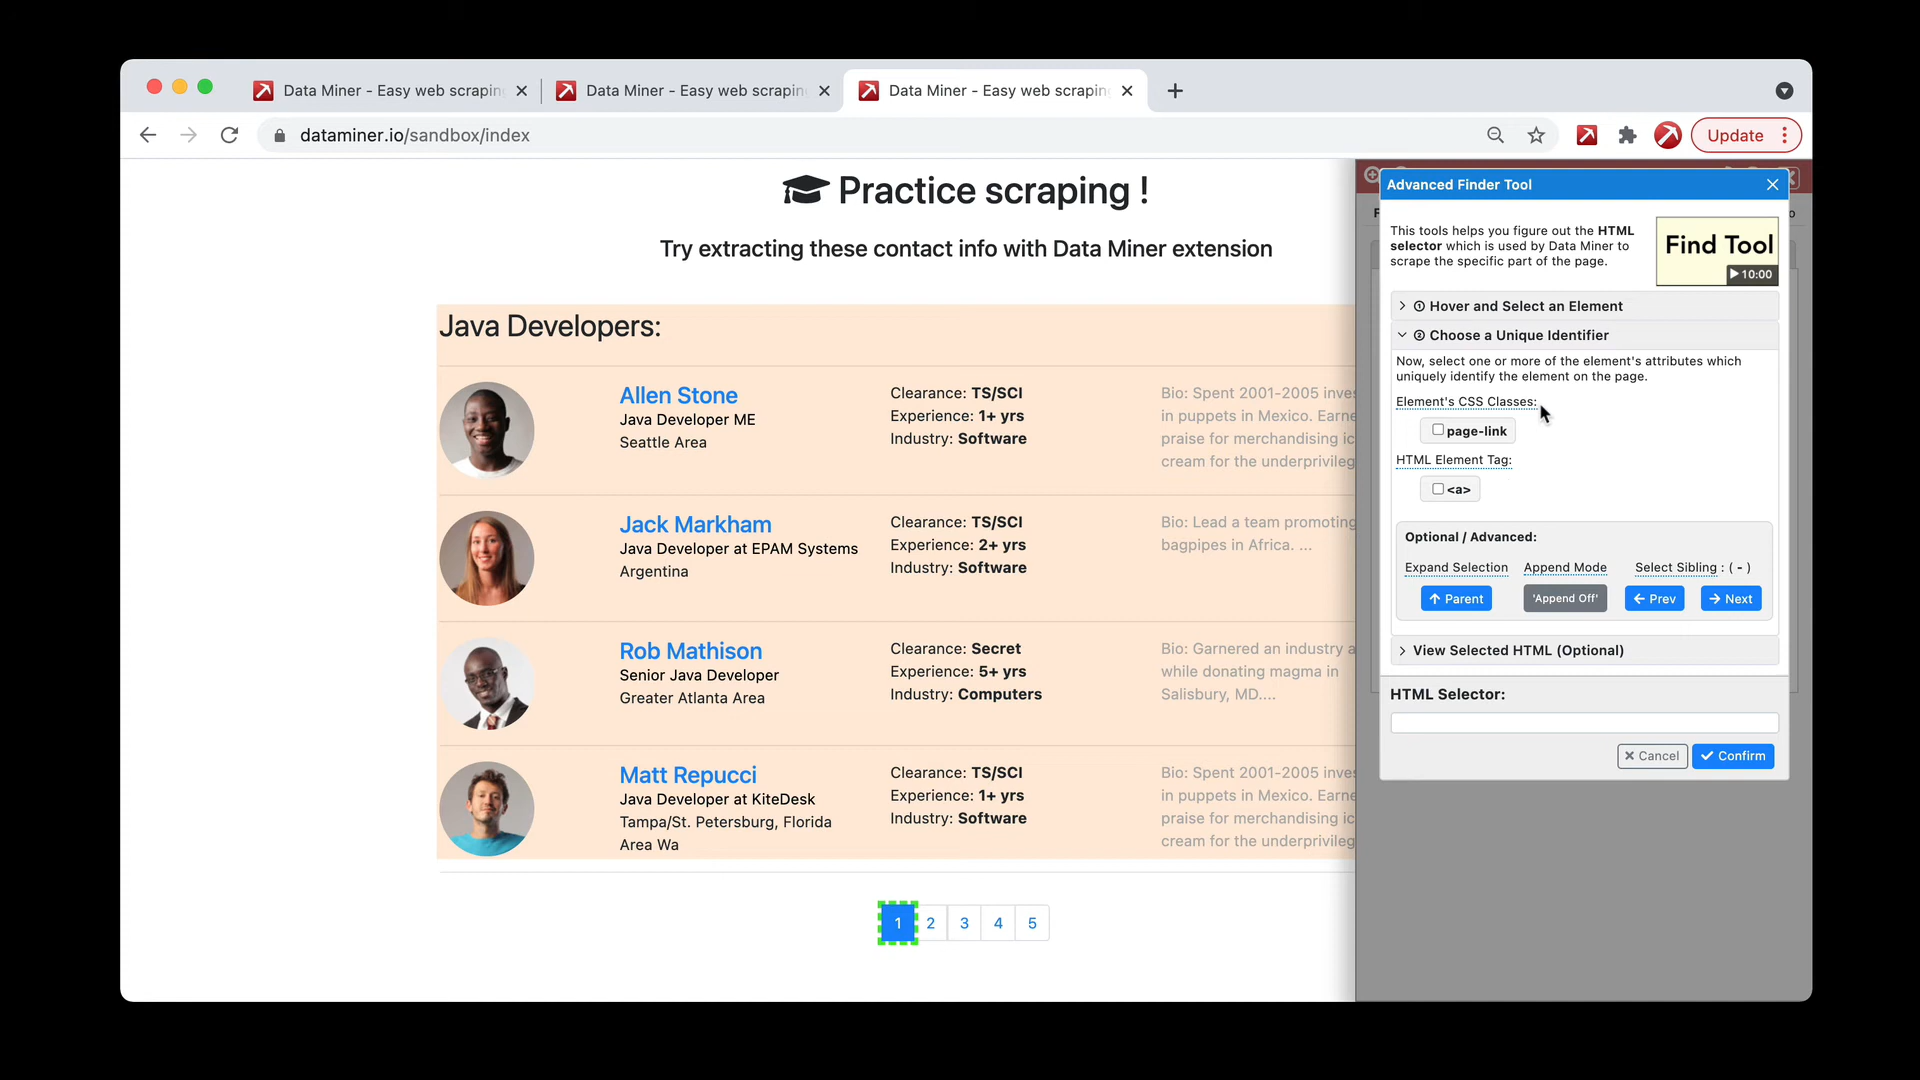 Data Miner - Easy web scraping
Data Miner - Easy web scraping
Data Miner - Easy web scraping
dataminer.io/sandbox/index
Update
Practice scraping !
Try extracting these contact info with Data Miner extension
Java Developers:
Allen Stone
Java Developer ME
Seattle Area
Clearance: TS/SCI
Experience: 1+ yrs
Industry: Software
Bio: Spent 2001-2005 inves
in puppets in Mexico. Earne
praise for merchandising ic
cream for the underprivileg
Jack Markham
Java Developer at EPAM Systems
Argentina
Clearance: TS/SCI
Experience: 2+ yrs
Industry: Software
Bio: Lead a team promoting
bagpipes in Africa. ...
Rob Mathison
Senior Java Developer
Greater Atlanta Area
Clearance: Secret
Experience: 5+ yrs
Industry: Computers
Bio: Garnered an industry a
while donating magma in
Salisbury, MD....
Matt Repucci
Java Developer at KiteDesk
Tampa/St. Petersburg, Florida
Area Wa
Clearance: TS/SCI
Experience: 1+ yrs
Industry: Software
Bio: Spent 2001-2005 inves
in puppets in Mexico. Earne
praise for merchandising ic
cream for the underprivileg
1 2 3 4 5
Advanced Finder Tool
This tools helps you figure out the HTML
selector which is used by Data Miner to
scrape the specific part of the page.
Find Tool
10:00
1 Hover and Select an Element
2 Choose a Unique Identifier
Now, select one or more of the element's attributes which
uniquely identify the element on the page.
Element's CSS Classes:
page-link
HTML Element Tag:
<a>
Optional / Advanced:
Expand Selection Append Mode Select Sibling : ( - )
Parent 'Append Off' Prev Next
View Selected HTML (Optional)
HTML Selector:
Cancel Confirm